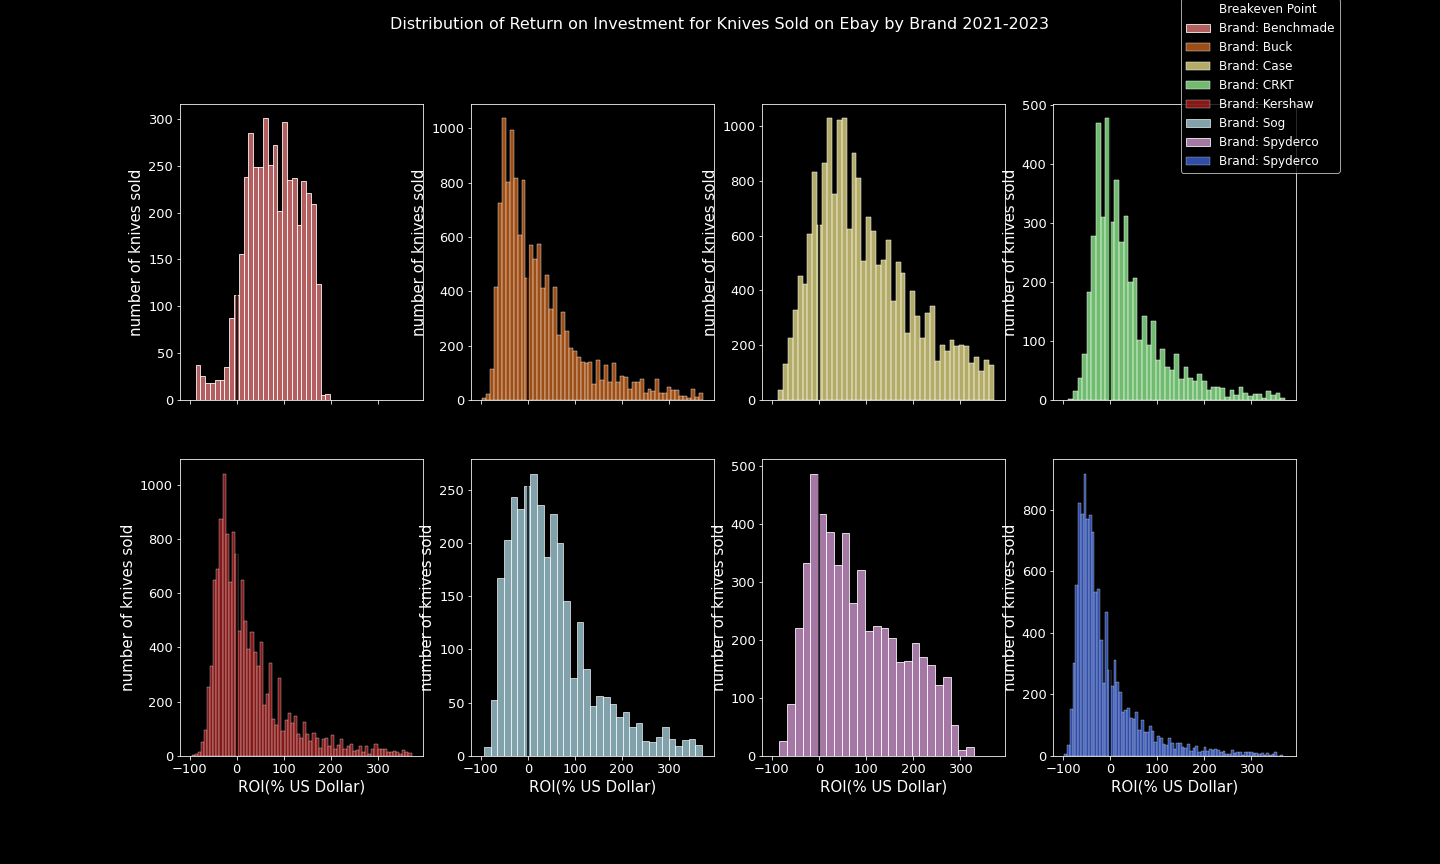 Distribution of Return on Investment for Knives Sold on Ebay by Brand 2021-2023
Breakeven Point
Brand: Benchmade
Brand: Buck
Brand: Case
Brand: CRKT
Brand: Kershaw
Brand: Sog
Brand: Spyderco
Brand: Spyderco
number of knives sold
300
250
200
150
100
50
0
number of knives sold
1000
800
600
400
200
0
number of knives sold
1000
800
600
400
200
0
number of knives sold
500
400
300
200
100
0
number of knives sold
1000
800
600
400
200
0
−100 0 100 200 300
ROI(% US Dollar)
number of knives sold
250
200
150
100
50
0
−100 0 100 200 300
ROI(% US Dollar)
number of knives sold
500
400
300
200
100
0
−100 0 100 200 300
ROI(% US Dollar)
number of knives sold
800
600
400
200
0
−100 0 100 200 300
ROI(% US Dollar)